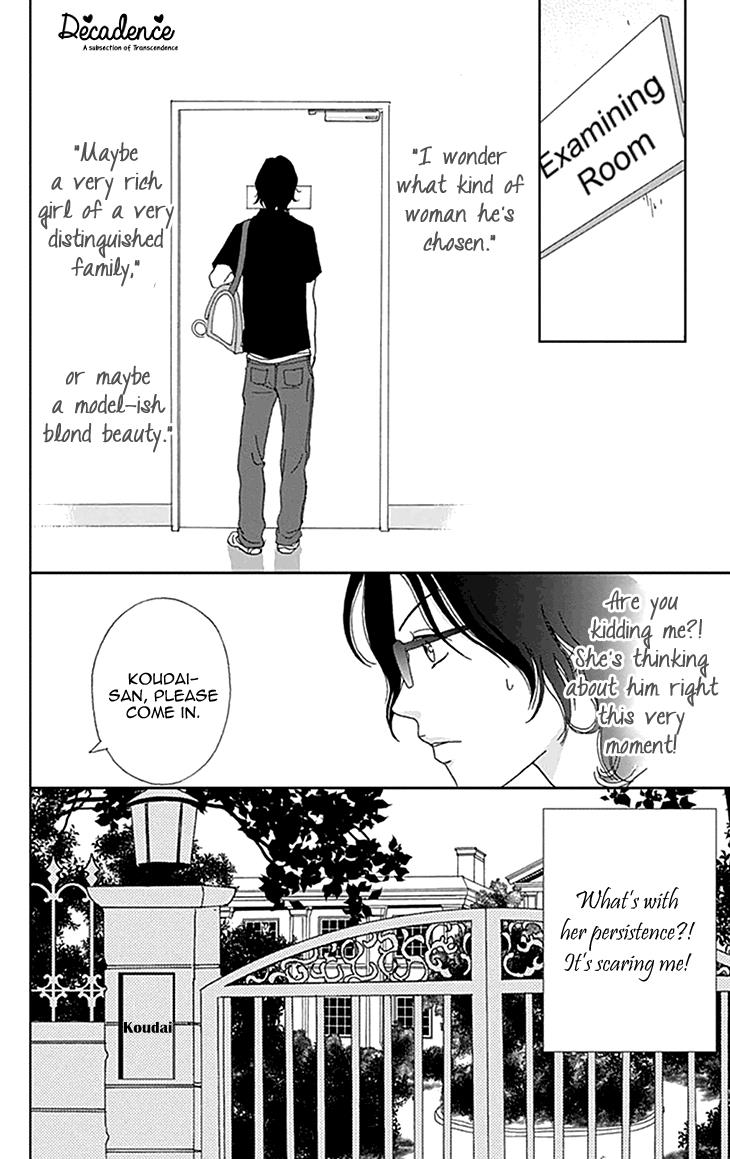 Decadence
A subsection of Transcendence
Examining
Room
"I wonder
what kind of
woman he's
chosen."
"Maybe
a very rich
girl of a very
distinguished
family,"
or maybe
a model-ish
blond beauty."
Are you
kidding me?!
She's thinking
about him right
this very
moment!
KOUDAI-
SAN, PLEASE
COME IN.
What's with
her persistence?!
It's scaring me!
Koudai